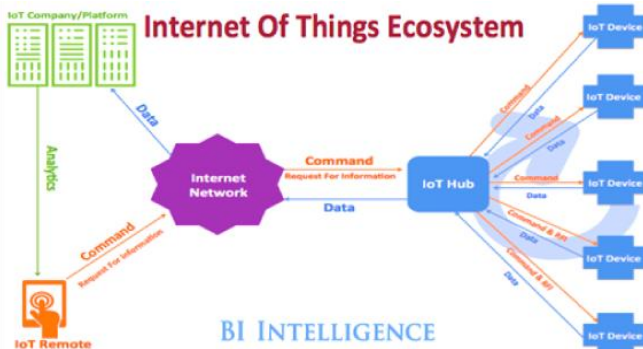 IoT Company/Platform
Internet Of Things Ecosystem
IoT Device
Command
Data
IoT Device
Command
Data
Data
Analytics
Internet
Network
Command
Request For Information
Data
IoT Hub
Command
Data
IoT Device
Command & RFI
Data
IoT Device
Command
Request For Information
Command & RFI
Data
IoT Device
IoT Remote
BI INTELLIGENCE